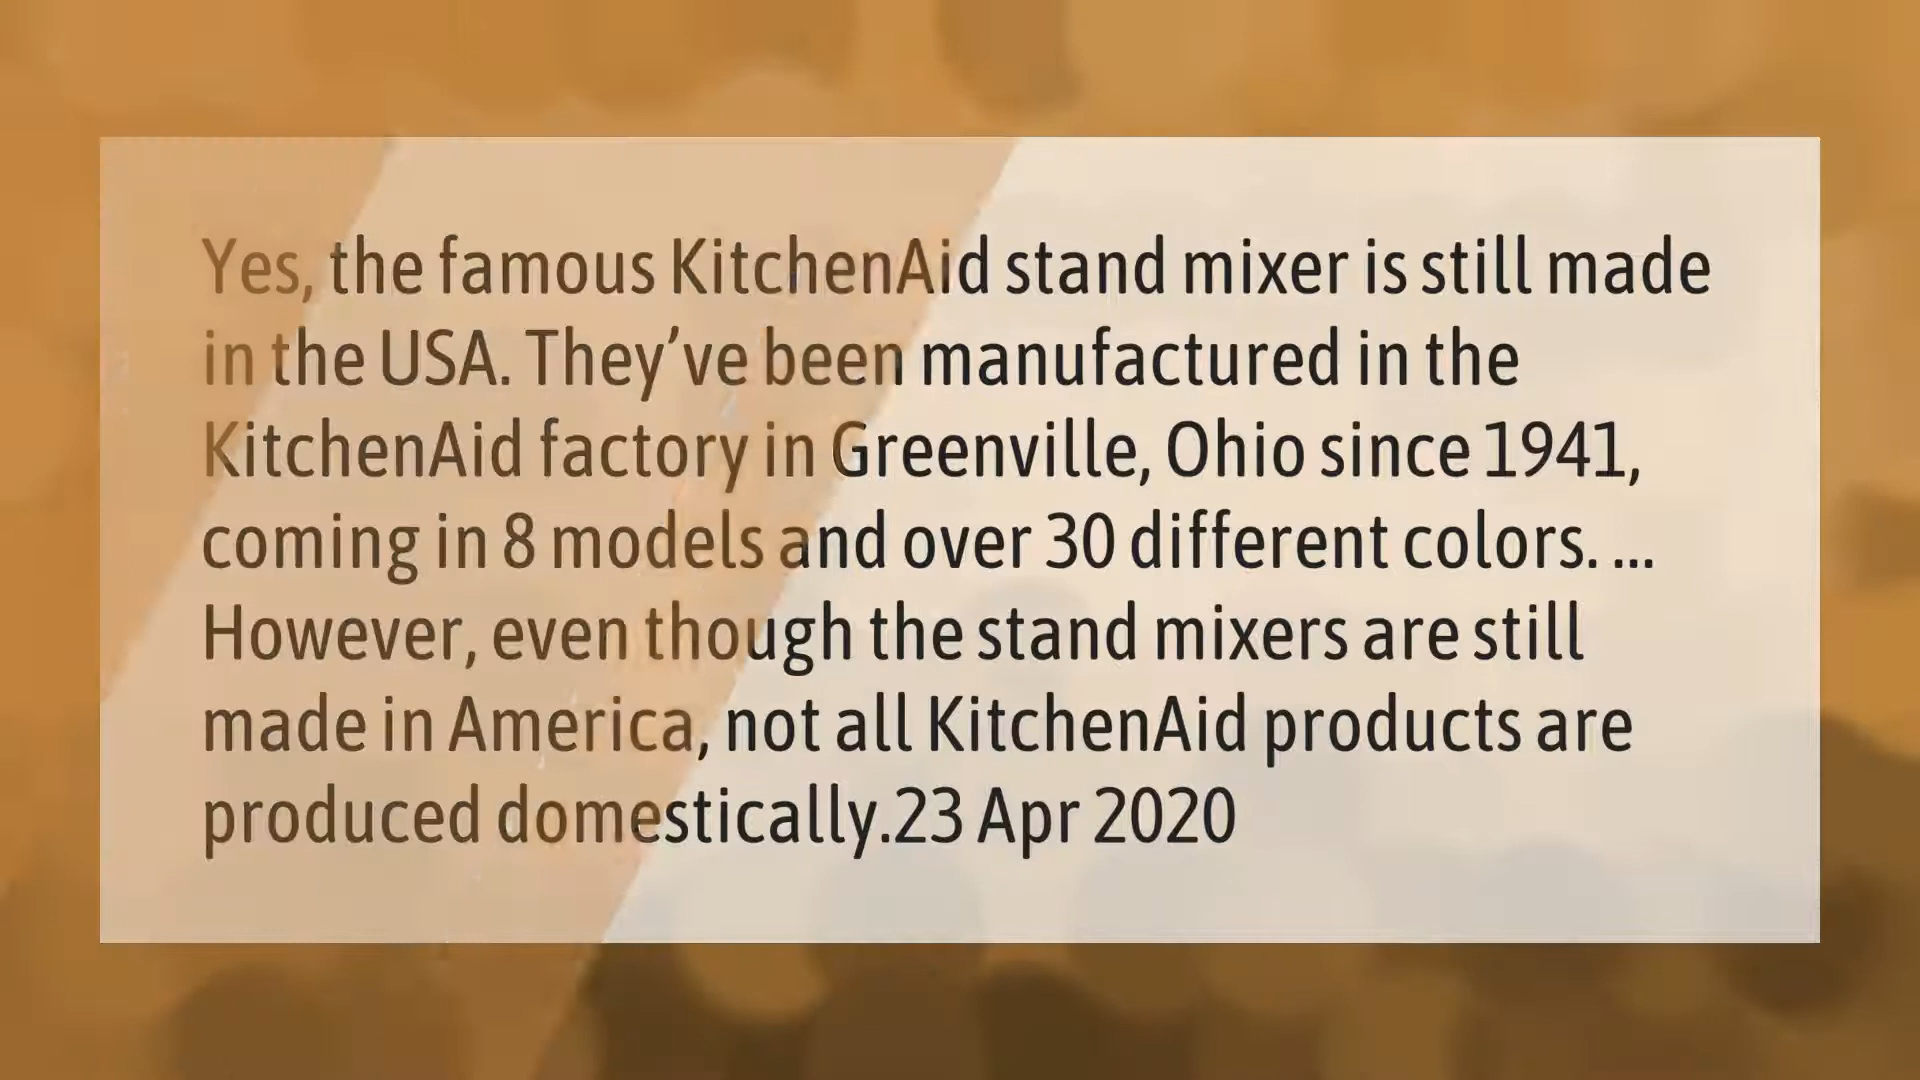 Yes, the famous KitchenAid stand mixer is still made
in the USA. They’ve been manufactured in the
KitchenAid factory in Greenville, Ohio since 1941,
coming in 8 models and over 30 different colors. ...
However, even though the stand mixers are still
made in America, not all KitchenAid products are
produced domestically.23 Apr 2020